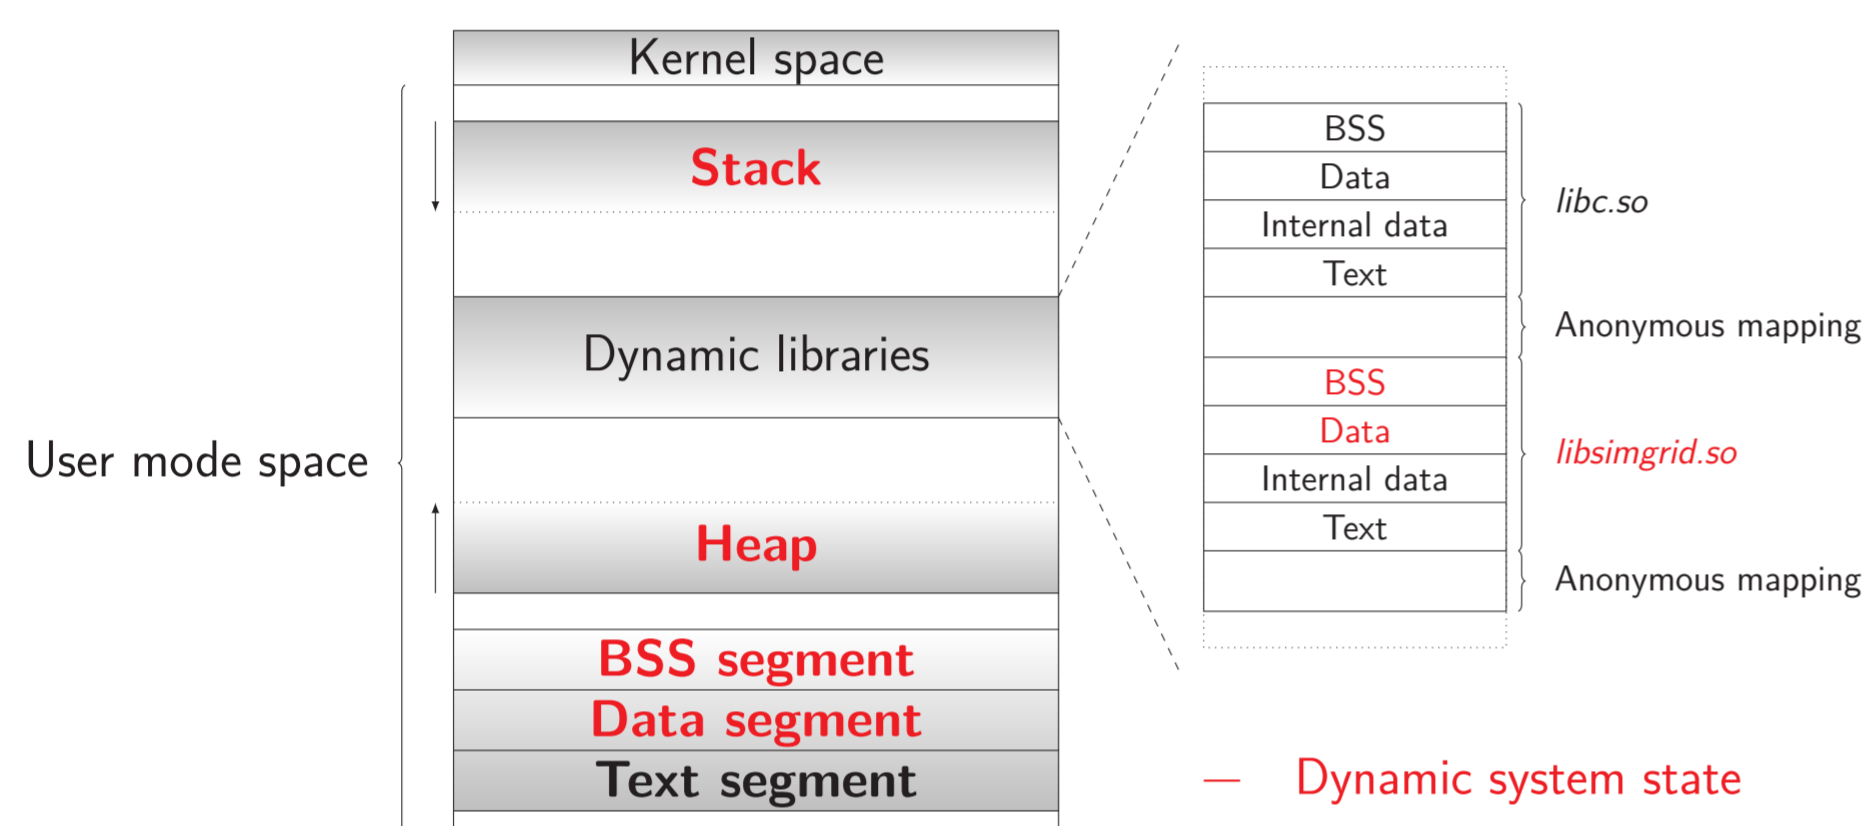 Kernel space
Stack
Dynamic libraries
User mode space
Heap
BSS segment
Data segment
Text segment
BSS
Data
Internal data
Text
libc.so
Anonymous mapping
BSS
Data
Internal data
Text
libsimgrid.so
Anonymous mapping
— Dynamic system state